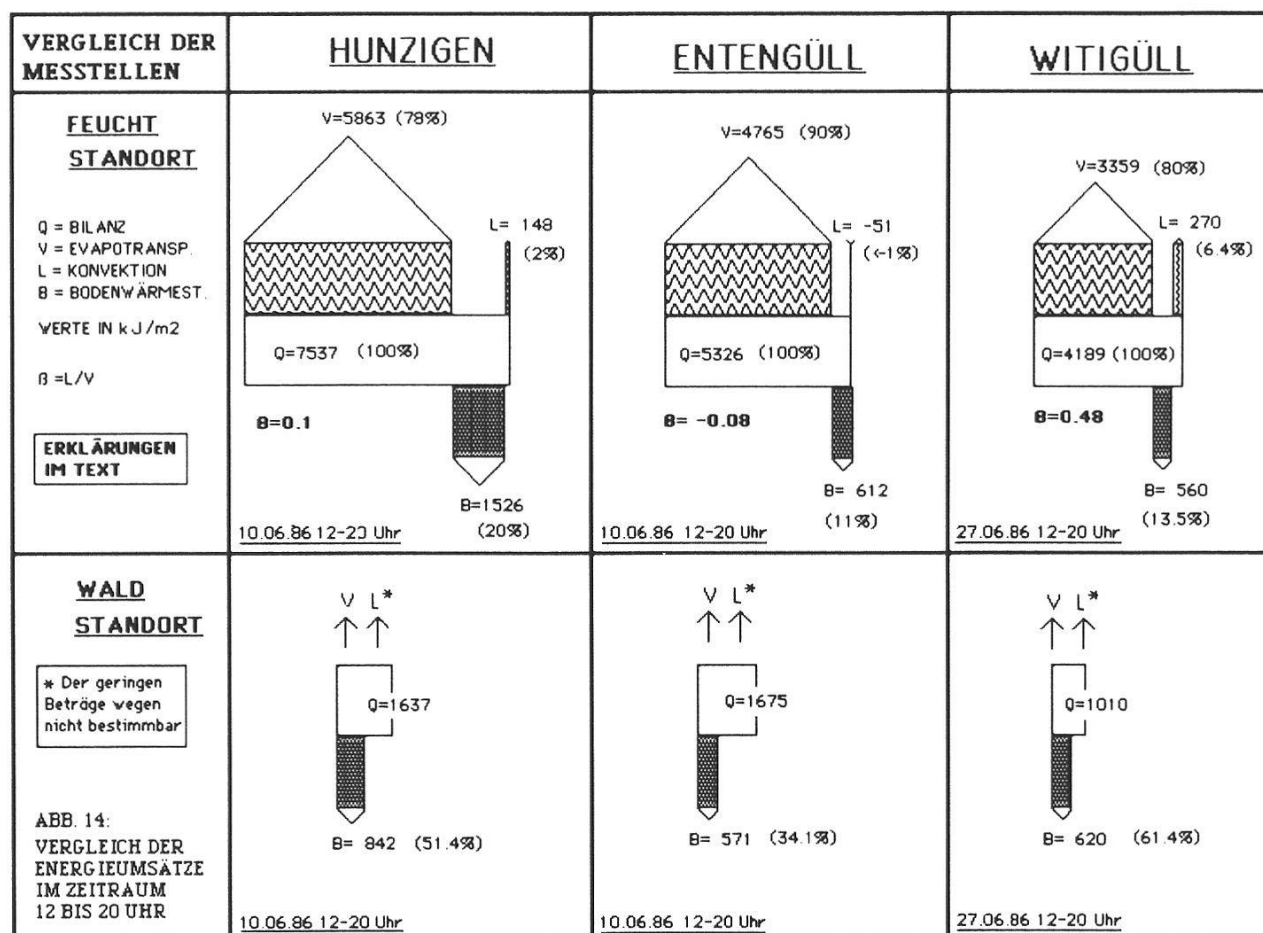 VERGLEICH DER
MESSTELLEN
HUNZIGEN
ENTENGÜLL
WITIGÜLL
FEUCHT
STANDORT
Q = BILANZ
V = EVAPOTRANSP.
L = KONVEKTION
B = BODENWÄRMEST.
WERTE IN kJ/m2
ß =L/V
ERKLÄRUNGEN
IM TEXT
V=5863 (78%)
L= 148
(2%)
Q=7537 (100%)
B=0.1
B=1526
(20%)
10.06.86 12-20 Uhr
V=4765 (90%)
L= -51
(<-1%)
Q=5326 (100%)
B= -0.08
B= 612
(11%)
10.06.86 12-20 Uhr
V=3359 (80%)
L= 270
(6.4%)
Q=4189 (100%)
B=0.48
B= 560
(13.5%)
27.06.86 12-20 Uhr
WALD
STANDORT
* Der geringen
Beträge wegen
nicht bestimmbar
ABB. 14:
VERGLEICH DER
ENERGIEUMSÄTZE
IM ZEITRAUM
12 BIS 20 UHR
V L*
Q=1637
B= 842 (51.4%)
10.06.86 12-20 Uhr
V L*
Q=1675
B= 571 (34.1%)
10.06.86 12-20 Uhr
V L*
Q=1010
B= 620 (61.4%)
27.06.86 12-20 Uhr